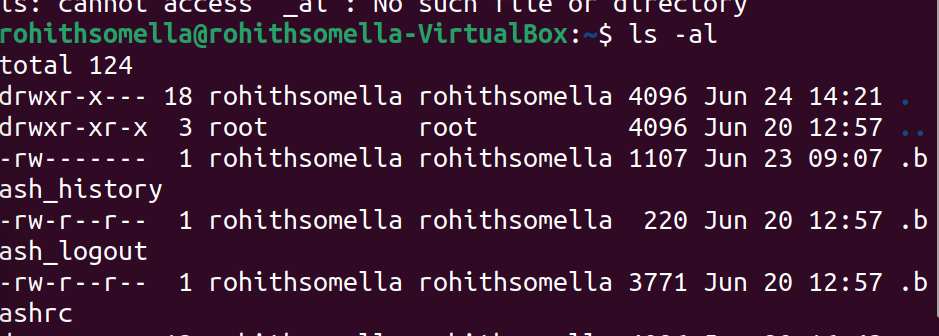 ls: cannot access '_al': No such file or directory
rohithsomella@rohithsomella-VirtualBox:~$ ls -al
total 124
drwxr-x--- 18 rohithsomella rohithsomella 4096 Jun 24 14:21 .
drwxr-xr-x  3 root          root          4096 Jun 20 12:57 ..
-rw-------  1 rohithsomella rohithsomella 1107 Jun 23 09:07 .b
ash_history
-rw-r--r--  1 rohithsomella rohithsomella  220 Jun 20 12:57 .b
ash_logout
-rw-r--r--  1 rohithsomella rohithsomella 3771 Jun 20 12:57 .b
ashrc